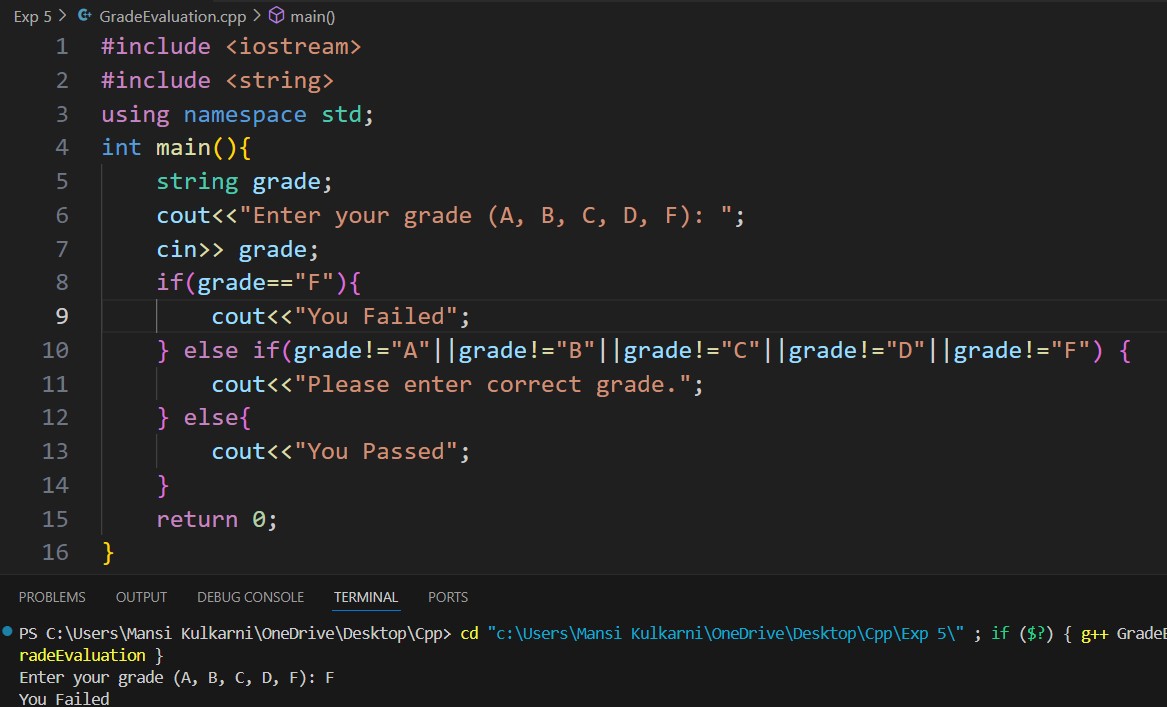 Exp 5 > GradeEvaluation.cpp > main()
1 #include <iostream>
2 #include <string>
3 using namespace std;
4 int main(){
5     string grade;
6     cout<<"Enter your grade (A, B, C, D, F): ";
7     cin>> grade;
8     if(grade=="F"){
9         cout<<"You Failed";
10     } else if(grade!="A"||grade!="B"||grade!="C"||grade!="D"||grade!="F") {
11         cout<<"Please enter correct grade.";
12     } else{
13         cout<<"You Passed";
14     }
15     return 0;
16 }
PROBLEMS OUTPUT DEBUG CONSOLE TERMINAL PORTS
PS C:\Users\Mansi Kulkarni\OneDrive\Desktop\Cpp> cd "c:\Users\Mansi Kulkarni\OneDrive\Desktop\Cpp\Exp 5\" ; if ($?) { g++ GradeE
radeEvaluation }
Enter your grade (A, B, C, D, F): F
You Failed